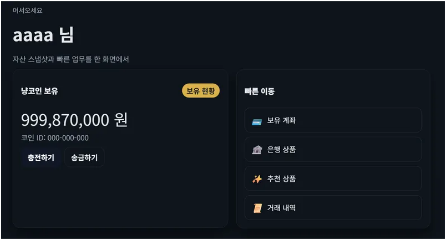 어서오세요
aaaa 님
자산 스냅샷과 빠른 업무를 한 화면에서
냥코인 보유
보유 현황
999,870,000 원
코인 ID: 000-000-000
충전하기
송금하기
빠른 이동
보유 계좌
은행 상품
추천 상품
거래 내역